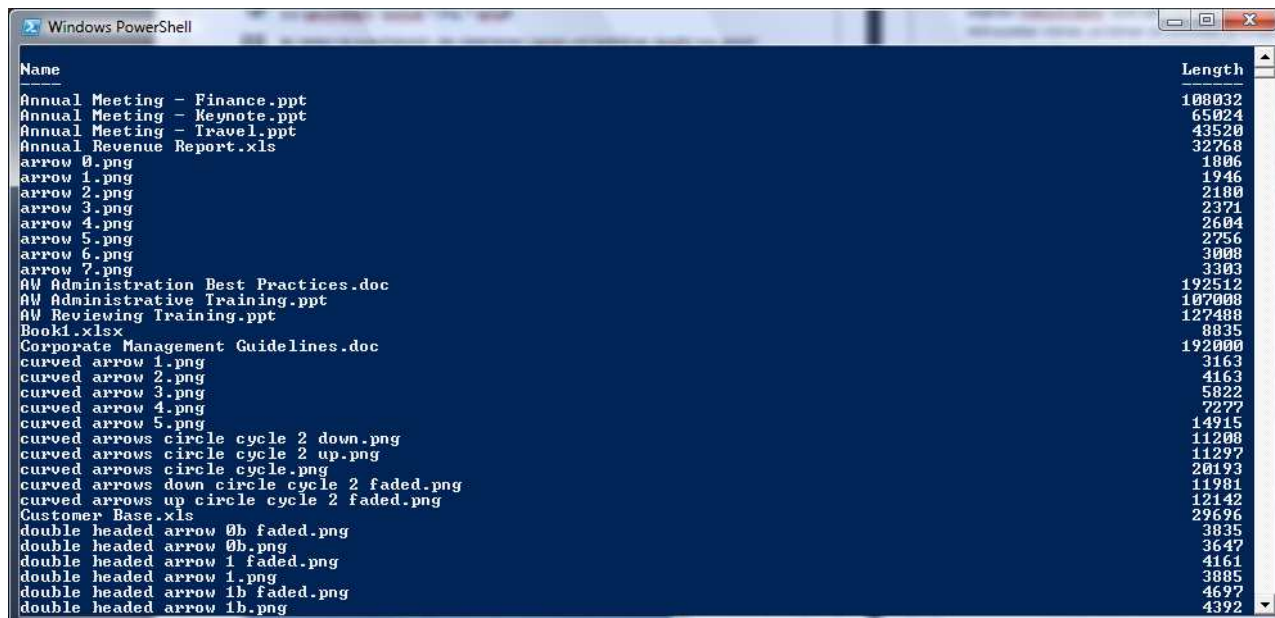 Windows PowerShell
Name Length
---- ------
Annual Meeting - Finance.ppt 108032
Annual Meeting - Keynote.ppt 65024
Annual Meeting - Travel.ppt 43520
Annual Revenue Report.xls 32768
arrow 0.png 1806
arrow 1.png 1946
arrow 2.png 2180
arrow 3.png 2371
arrow 4.png 2604
arrow 5.png 2756
arrow 6.png 3008
arrow 7.png 3303
AW Administration Best Practices.doc 192512
AW Administrative Training.ppt 107008
AW Reviewing Training.ppt 127488
Book1.xlsx 8835
Corporate Management Guidelines.doc 192000
curved arrow 1.png 3163
curved arrow 2.png 4163
curved arrow 3.png 5822
curved arrow 4.png 7277
curved arrow 5.png 14915
curved arrows circle cycle 2 down.png 11208
curved arrows circle cycle 2 up.png 11297
curved arrows circle cycle.png 20193
curved arrows down circle cycle 2 faded.png 11981
curved arrows up circle cycle 2 faded.png 12142
Customer Base.xls 29696
double headed arrow 0b faded.png 3835
double headed arrow 0b.png 3647
double headed arrow 1 faded.png 4161
double headed arrow 1.png 3885
double headed arrow 1b faded.png 4697
double headed arrow 1b.png 4392